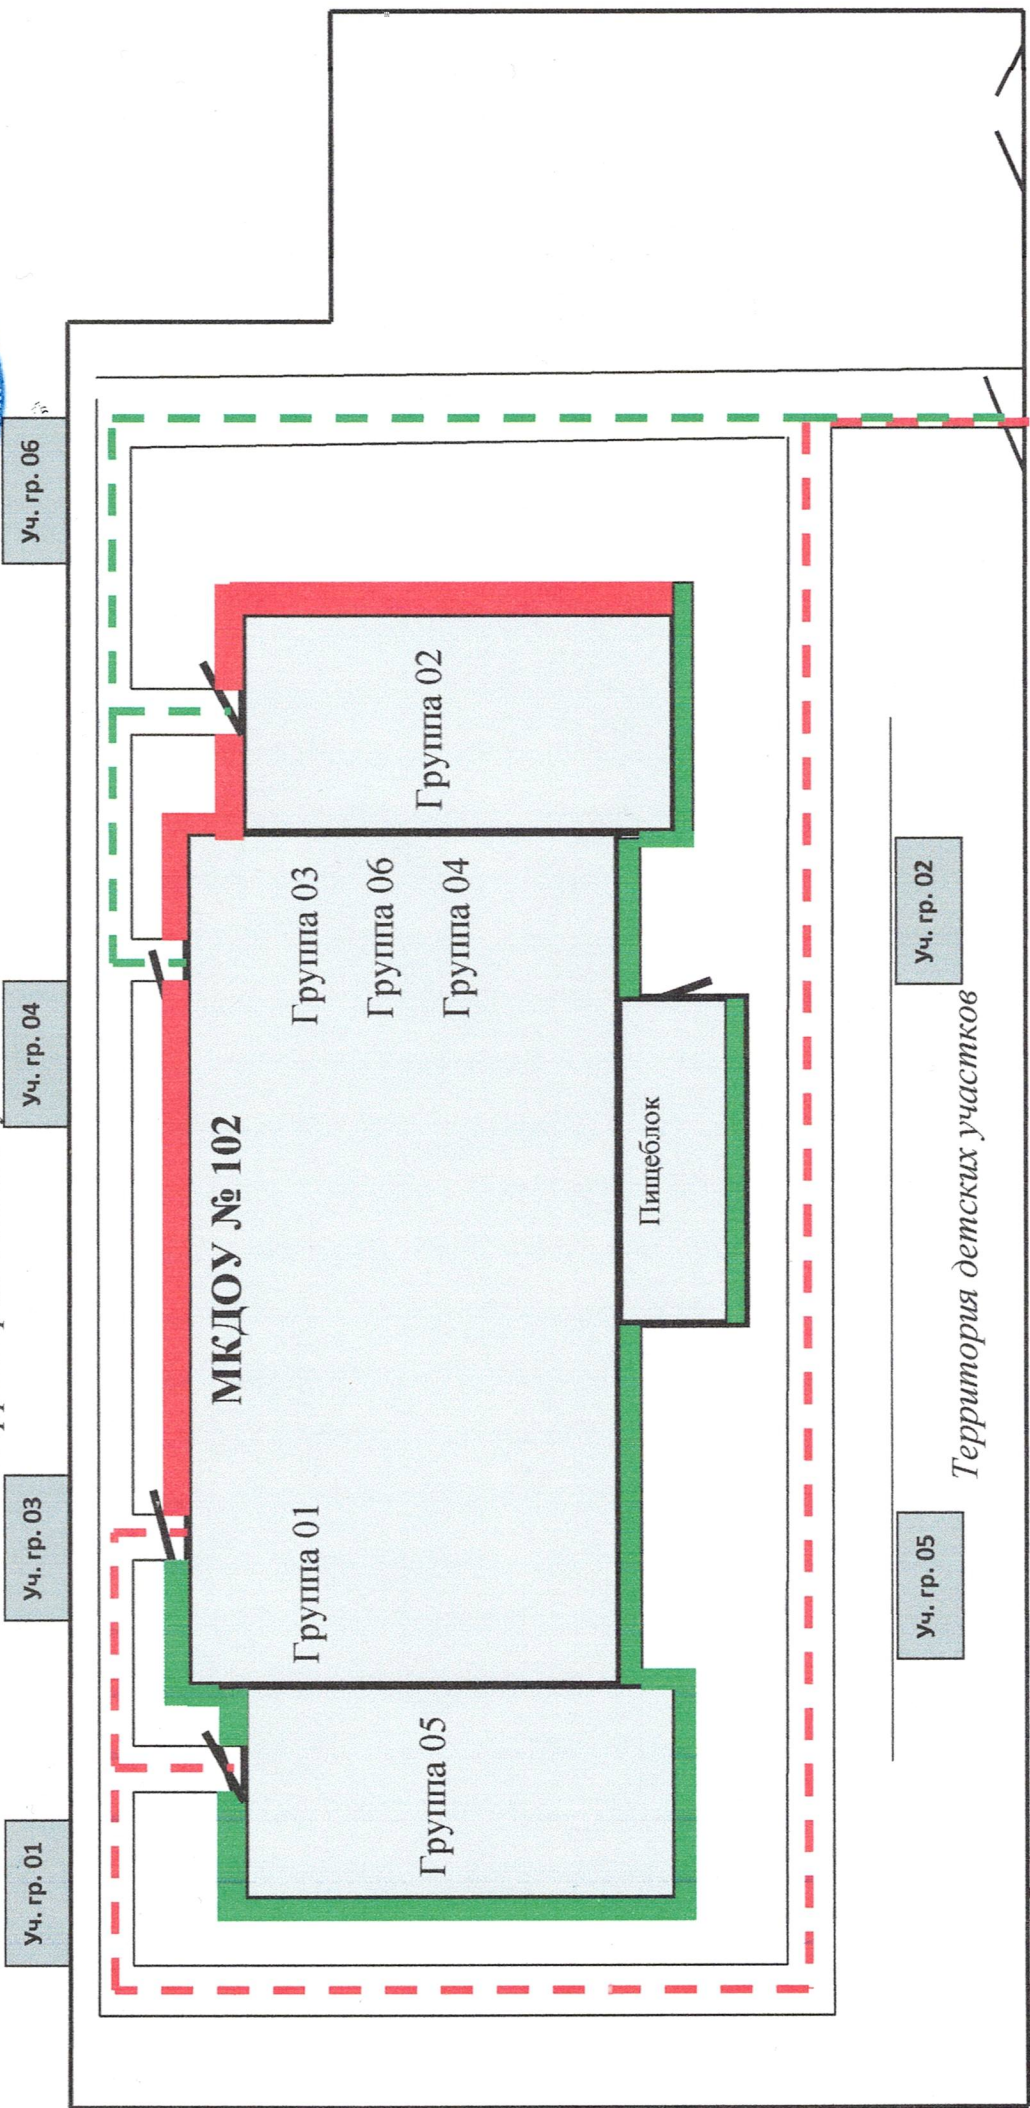 Уч. гр. 01
Уч. гр. 03
Уч. гр. 04
Уч. гр. 06
МКДОУ № 102
Группа 01
Группа 03
Группа 06
Группа 04
Группа 05
Группа 02
Пищеблок
Уч. гр. 05
Уч. гр. 02
Территория детских участков